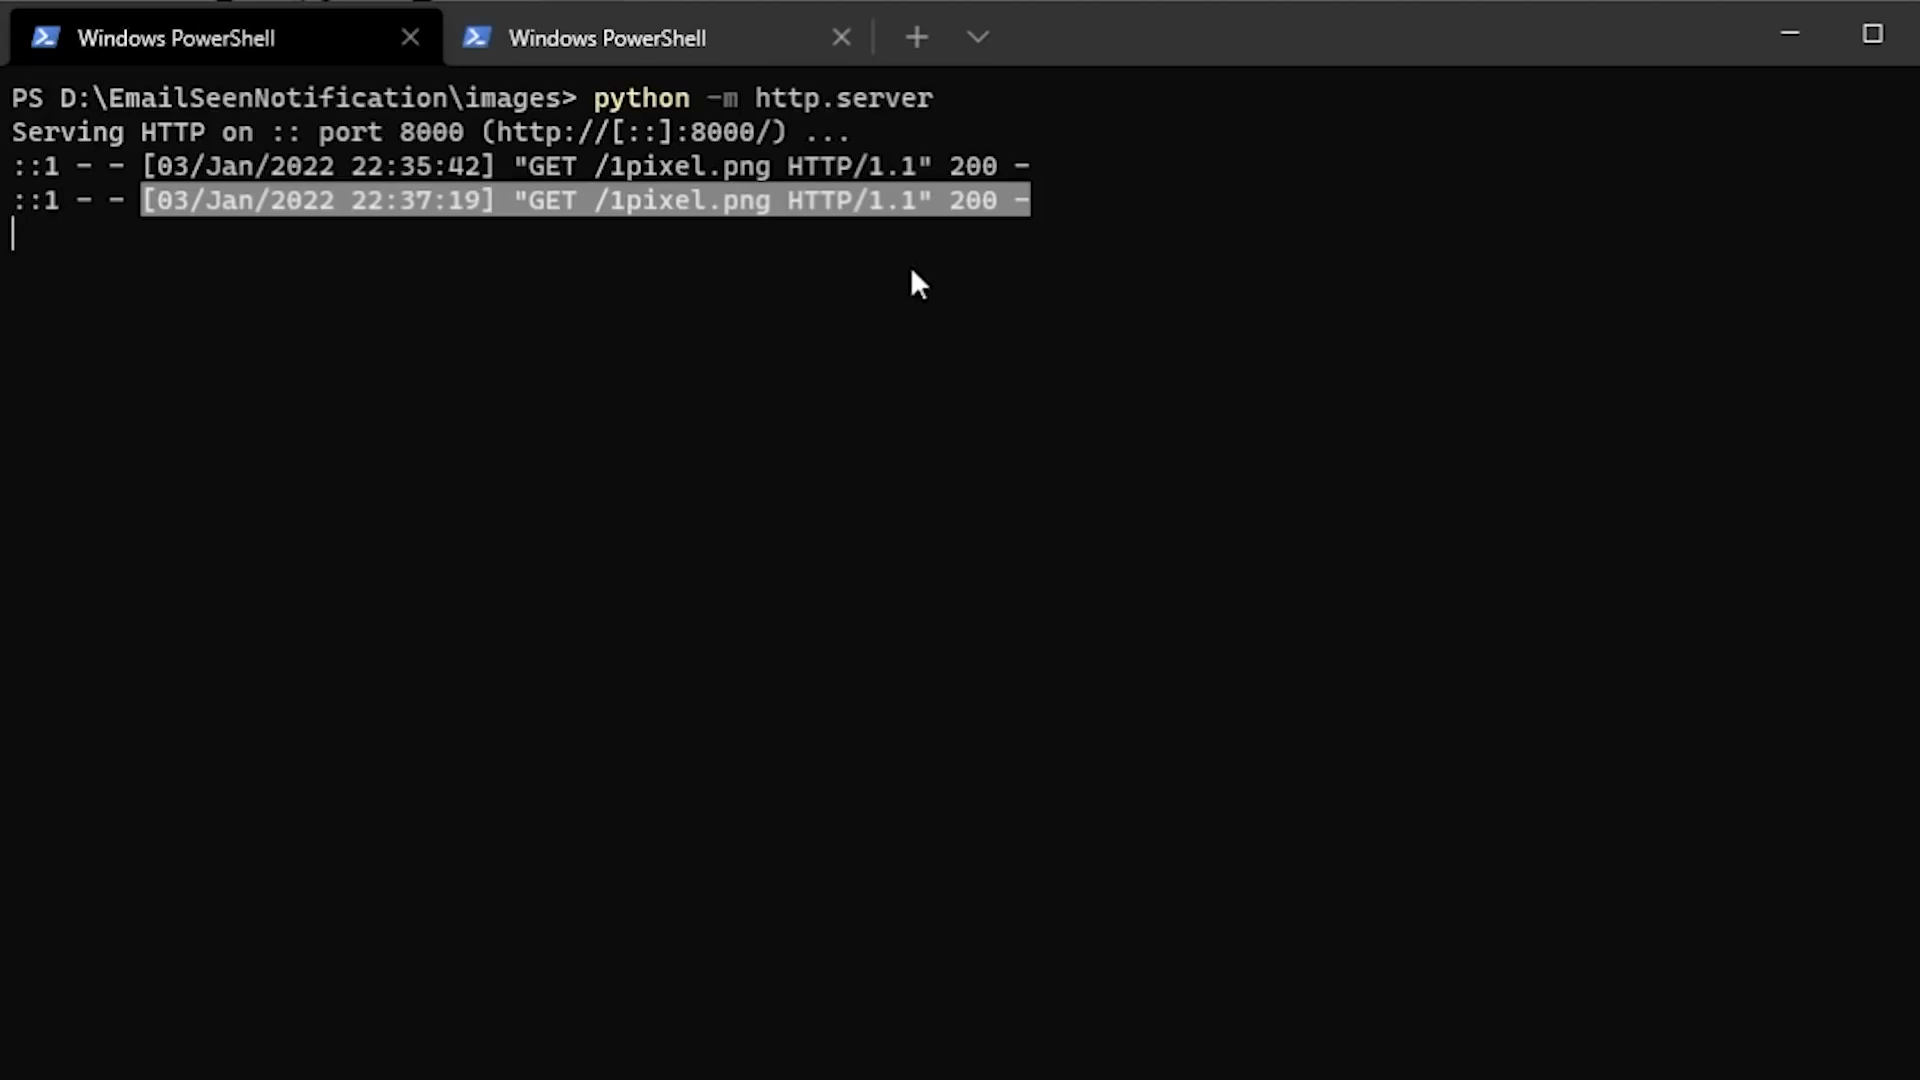 Windows PowerShell
Windows PowerShell
PS D:\EmailSeenNotification\images> python -m http.server
Serving HTTP on :: port 8000 (http://[::]:8000/) ...
::1 - - [03/Jan/2022 22:35:42] "GET /1pixel.png HTTP/1.1" 200 -
::1 - - [03/Jan/2022 22:37:19] "GET /1pixel.png HTTP/1.1" 200 -